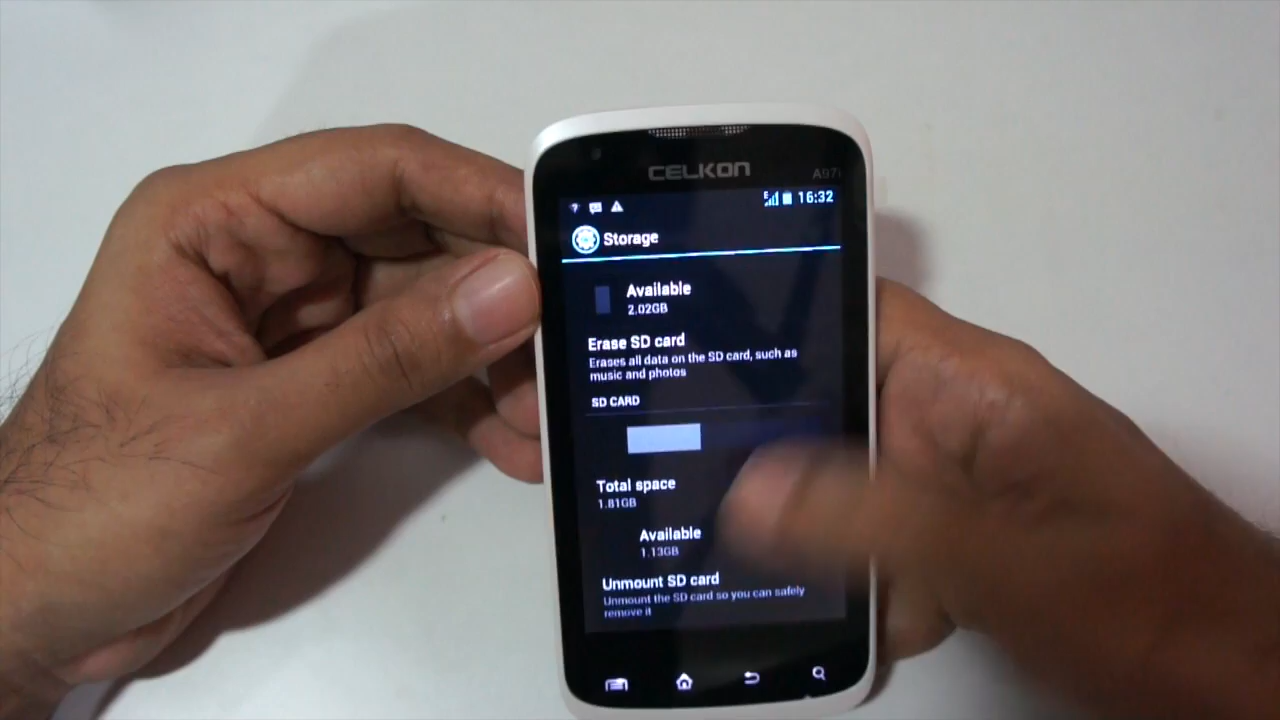 CELKON
A97i
E 16:32
Storage
Available
2.02GB
Erase SD card
Erases all data on the SD card, such as
music and photos
SD CARD
Total space
1.81GB
Available
1.13GB
Unmount SD card
Unmount the SD card so you can safely
remove it